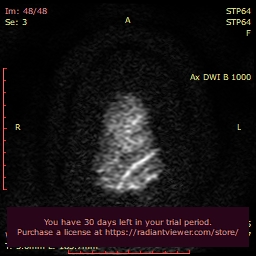 Im: 48/48
Se: 3
A
STP64
STP64
F
Ax DWI B 1000
R
L
You have 30 days left in your trial period.
Purchase a license at https://radiantviewer.com/store/